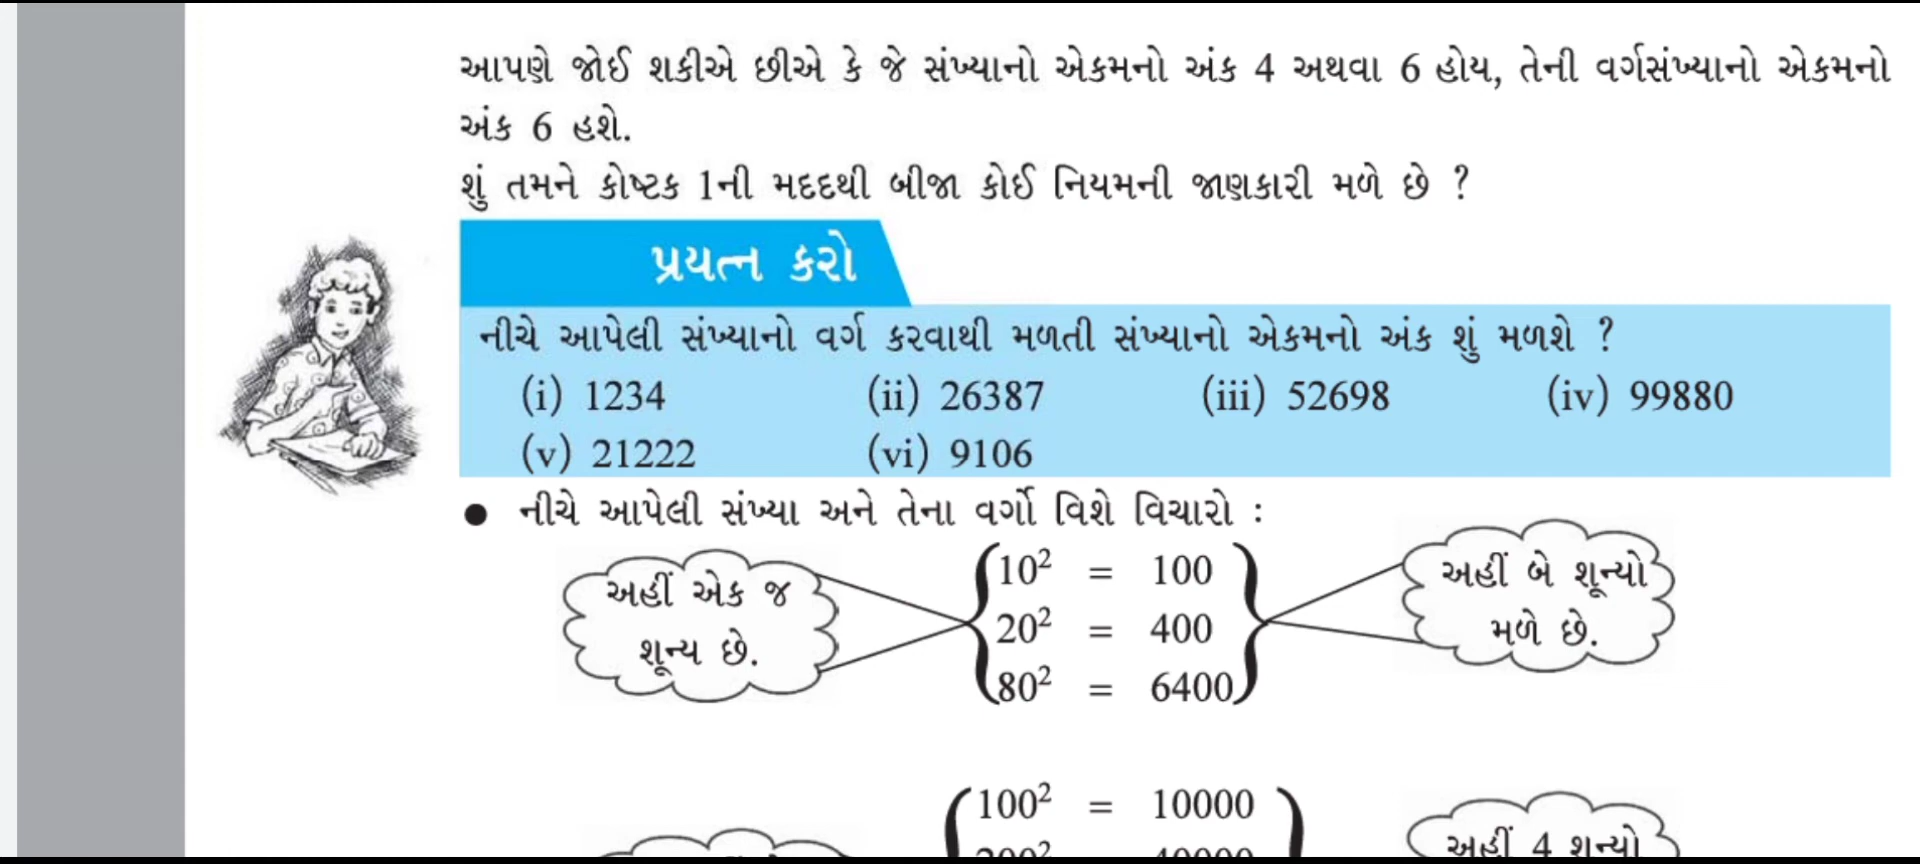 આપણે જોઈ શકીએ છીએ કે જે સંખ્યાનો એકમનો અંક 4 અથવા 6 હોય, તેની વર્ગસંખ્યાનો એકમનો
અંક 6 હશે.
શું તમને કોષ્ટક 1ની મદદથી બીજા કોઈ નિયમની જાણકારી મળે છે ?
પ્રયત્ન કરો
નીચે આપેલી સંખ્યાનો વર્ગ કરવાથી મળતી સંખ્યાનો એકમનો અંક શું મળશે ?
(i) 1234 (ii) 26387 (iii) 52698 (iv) 99880
(v) 21222 (vi) 9106
● નીચે આપેલી સંખ્યા અને તેના વર્ગો વિશે વિચારો :
અહીં એક જ
શૂન્ય છે.
10² = 100
20² = 400
80² = 6400
અહીં બે શૂન્યો
મળે છે.
100² = 10000
અહીં 4 શૂન્યો